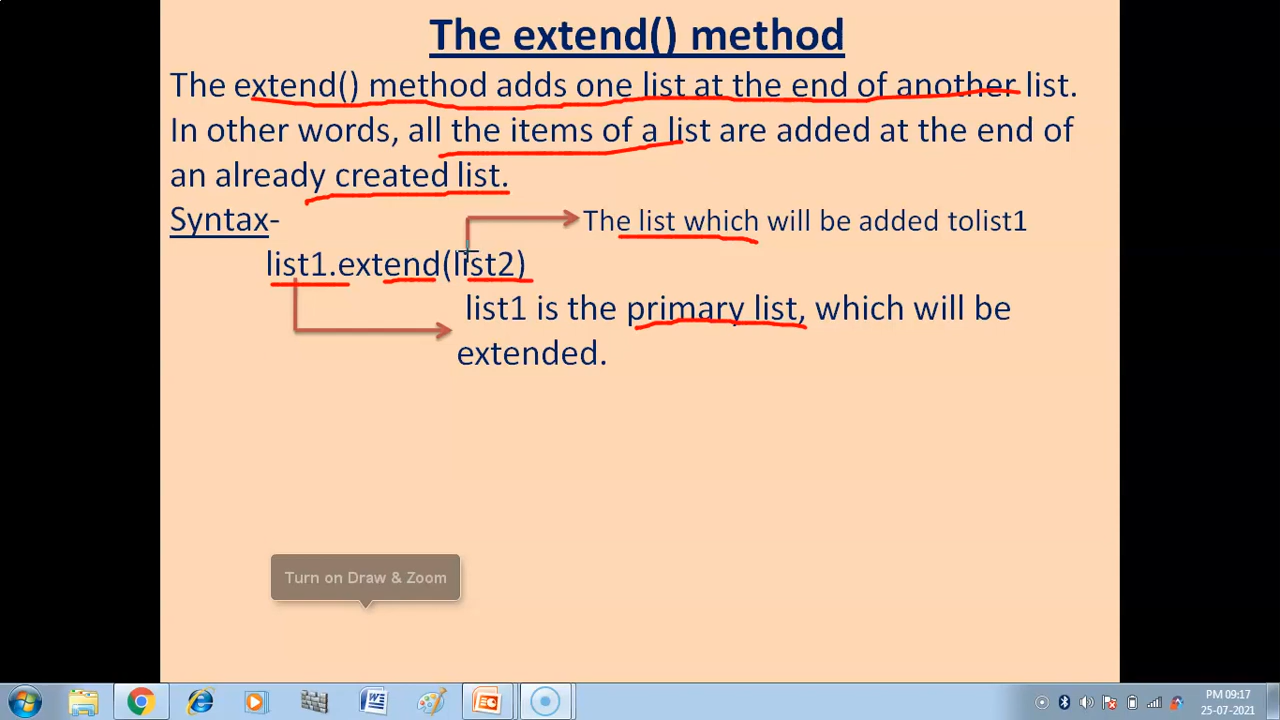 The extend() method
The extend() method adds one list at the end of another list.
In other words, all the items of a list are added at the end of
an already created list.
Syntax-
The list which will be added tolist1
list1.extend(list2)
list1 is the primary list, which will be
extended.
Turn on Draw & Zoom
PM 09:17
25-07-2021